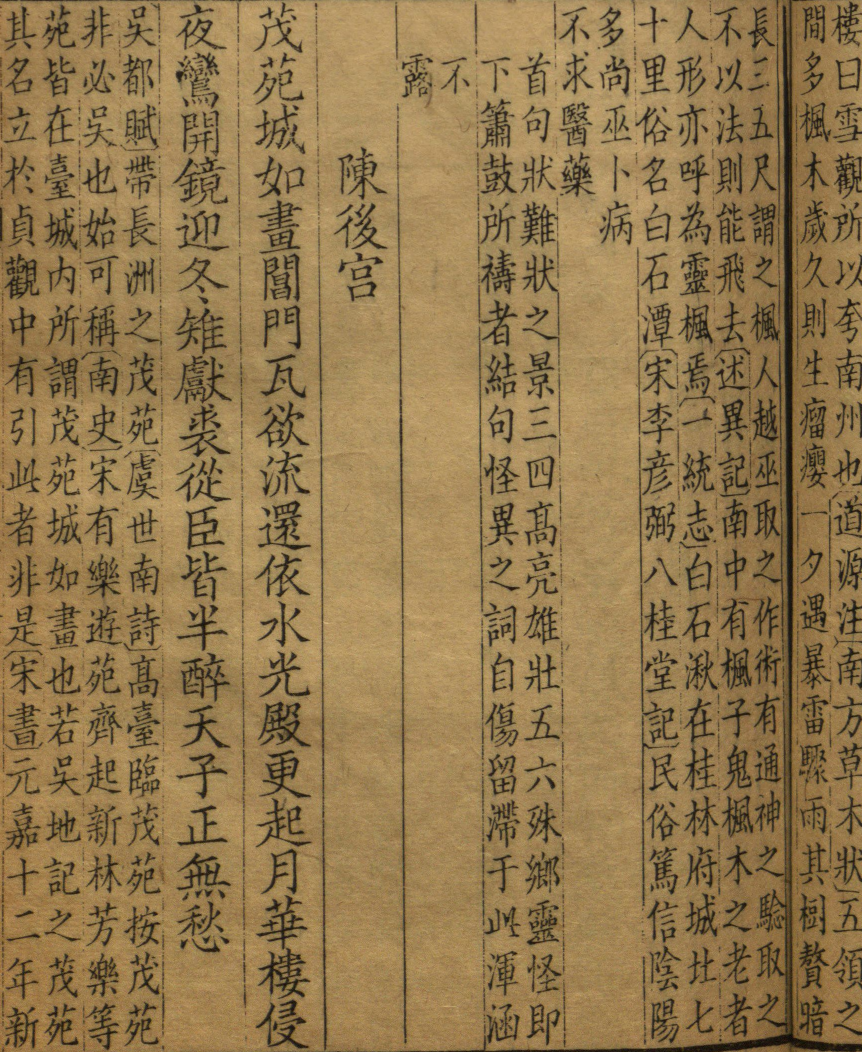 樓曰雪觀所以夸南州也〔道源注〕南方草木狀〕五領之
間多楓木歲久則生瘤癭一夕遇暴雷驟雨其樹贅暗
長三五尺謂之楓人越巫取之作術有通神之驗取之
不以法則能飛去〔述異記〕南中有楓子鬼楓木之老者
人形亦呼為靈楓焉〔一統志〕白石湫在桂林府城北七
十里俗名白石潭〔宋李彥弼八桂堂記〕民俗篤信陰陽
多尚巫卜病
不求醫藥
首句狀難狀之景三四高亮雄壯五六殊鄉靈怪即
下簫鼓所禱者結句怪異之詞自傷留滯于此渾涵
不
露
陳後宮
茂苑城如畫閶門瓦欲流還依水光殿更起月華樓侵
夜鸞開鏡迎冬雉獻裘從臣皆半醉天子正無愁
吳都賦〕帶長洲之茂苑〔虞世南詩〕高臺臨茂苑按茂苑
非必吳也始可稱〔南史〕宋有樂遊苑齊起新林芳樂等
苑皆在臺城內所謂茂苑城如畫也若吳地記之茂苑
其名立於貞觀中有引此者非是〔宋書〕元嘉十二年新